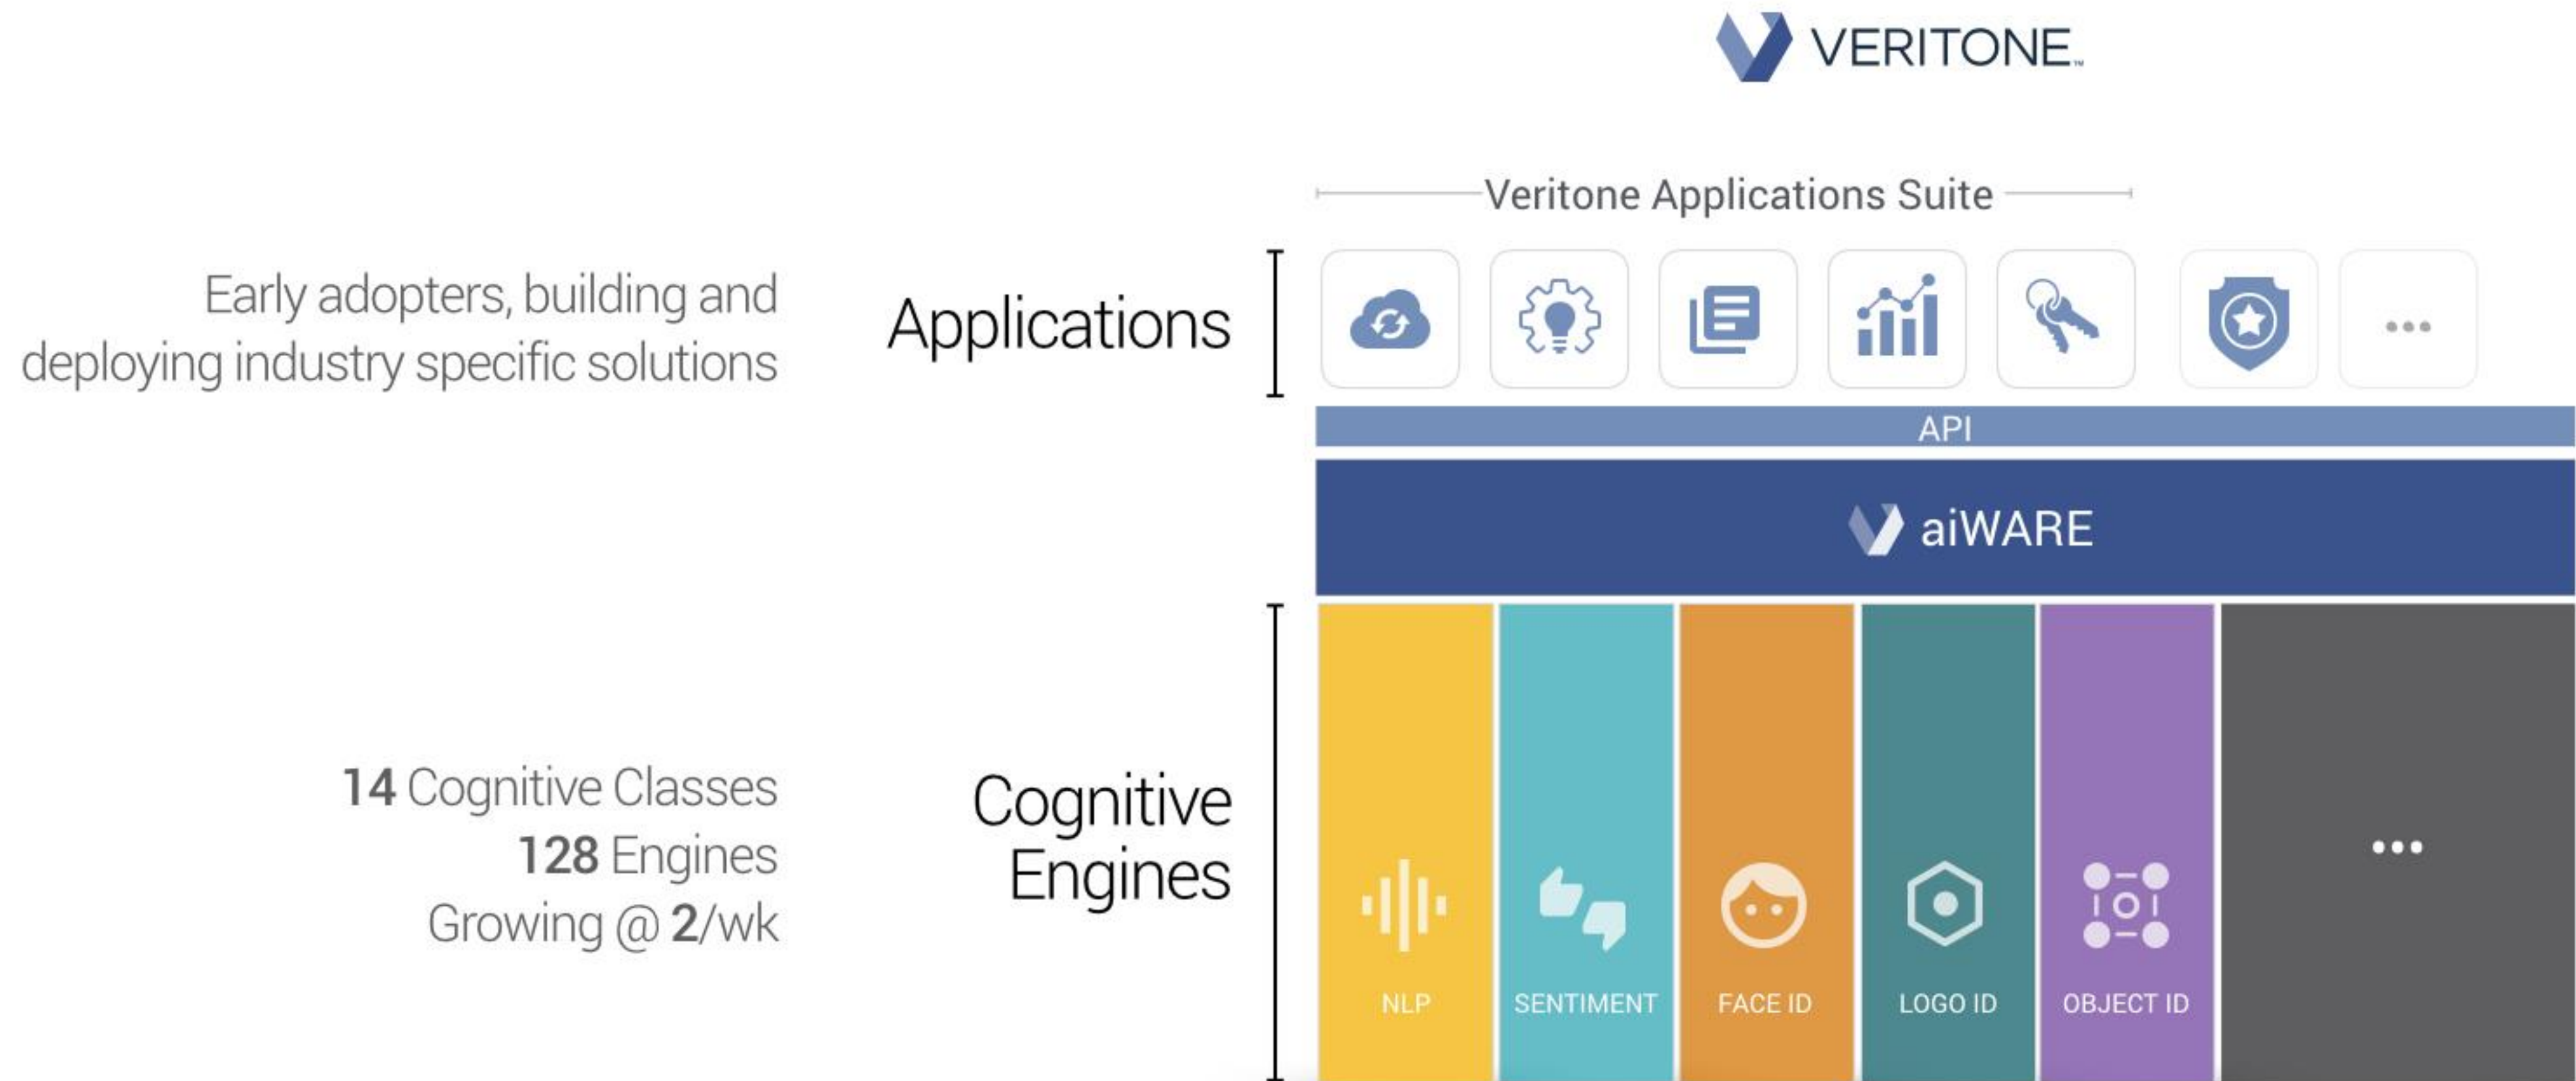 VERITONE™
Veritone Applications Suite
Early adopters, building and
deploying industry specific solutions
Applications
...
API
aiWARE
14 Cognitive Classes
128 Engines
Growing @ 2/wk
Cognitive
Engines
...
NLP
SENTIMENT
FACE ID
LOGO ID
OBJECT ID